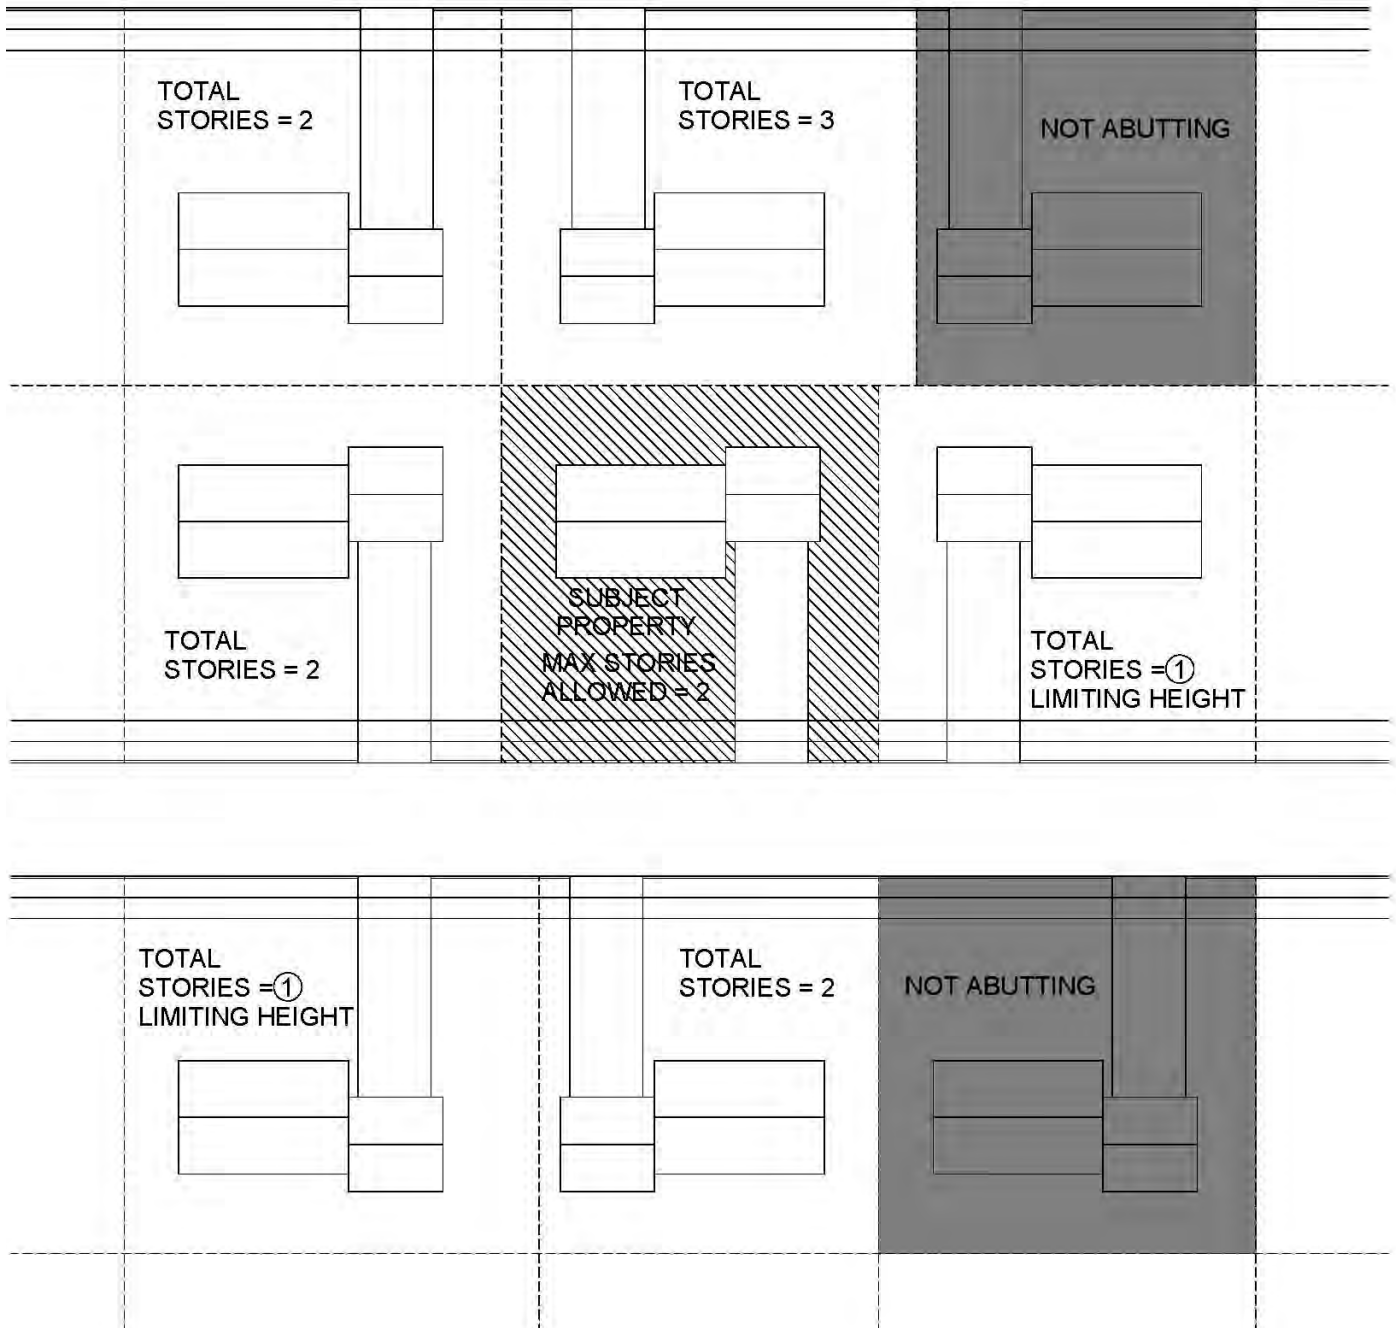 TOTAL
STORIES = 2
TOTAL
STORIES = 3
NOT ABUTTING
TOTAL
STORIES = 2
SUBJECT
PROPERTY
MAX STORIES
ALLOWED = 2
TOTAL
STORIES =①
LIMITING HEIGHT
TOTAL
STORIES =①
LIMITING HEIGHT
TOTAL
STORIES = 2
NOT ABUTTING